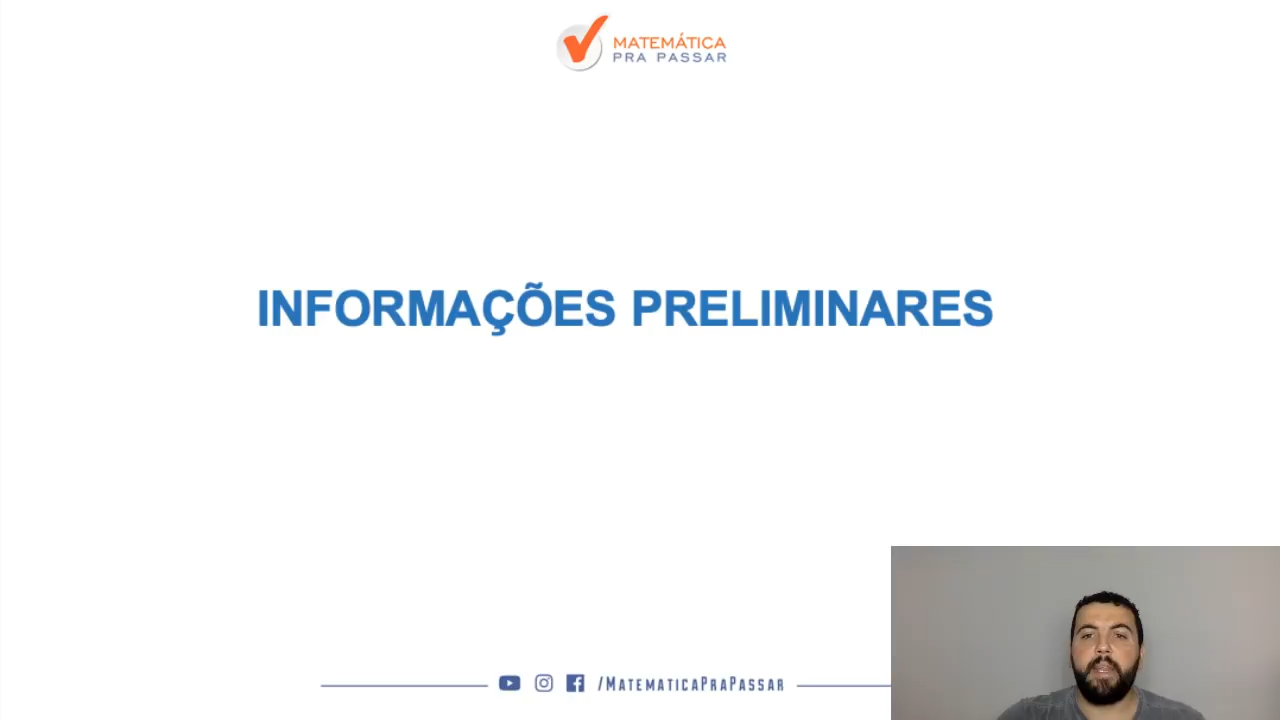 MATEMÁTICA
PRA PASSAR
INFORMAÇÕES PRELIMINARES
/MATEMATICAPRAPASSAR